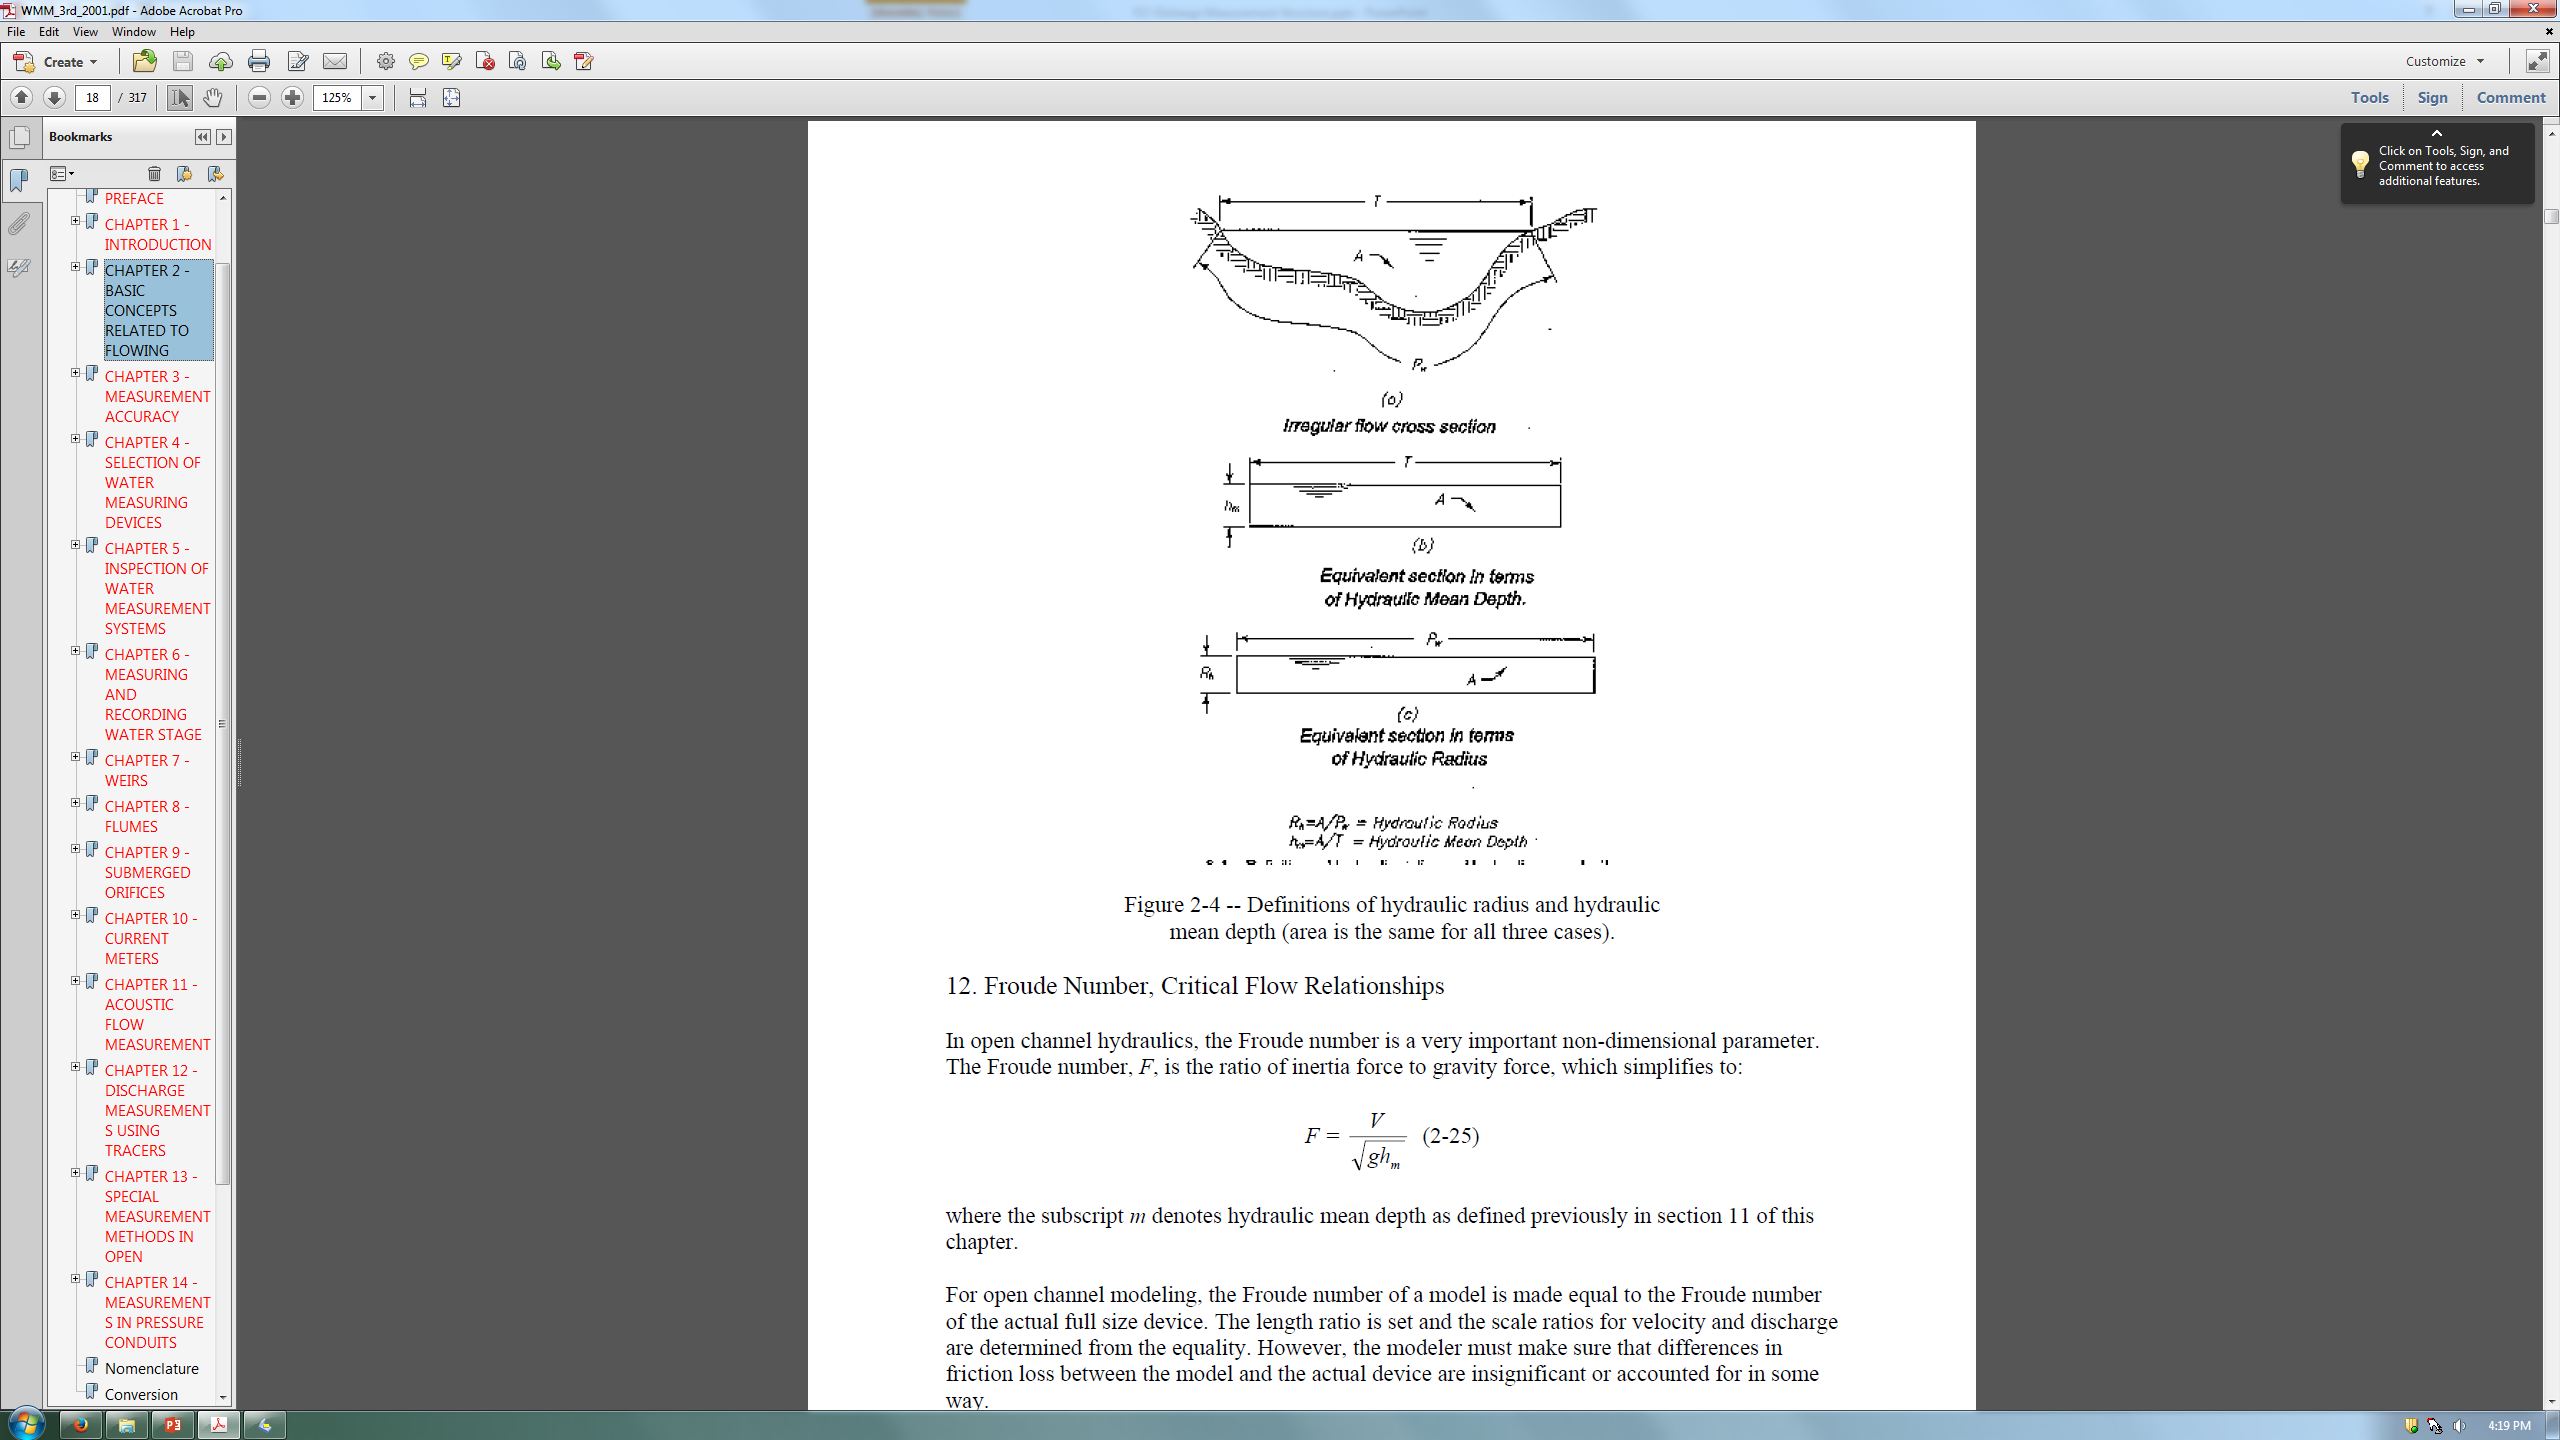 WMM_3rd_2001.pdf - Adobe Acrobat Pro
File Edit View Window Help
Create
Customize
18 / 317
125%
Tools Sign Comment
Bookmarks
PREFACE
CHAPTER 1 -
INTRODUCTION
CHAPTER 2 -
BASIC
CONCEPTS
RELATED TO
FLOWING
CHAPTER 3 -
MEASUREMENT
ACCURACY
CHAPTER 4 -
SELECTION OF
WATER
MEASURING
DEVICES
CHAPTER 5 -
INSPECTION OF
WATER
MEASUREMENT
SYSTEMS
CHAPTER 6 -
MEASURING
AND
RECORDING
WATER STAGE
CHAPTER 7 -
WEIRS
CHAPTER 8 -
FLUMES
CHAPTER 9 -
SUBMERGED
ORIFICES
CHAPTER 10 -
CURRENT
METERS
CHAPTER 11 -
ACOUSTIC
FLOW
MEASUREMENT
CHAPTER 12 -
DISCHARGE
MEASUREMENT
S USING
TRACERS
CHAPTER 13 -
SPECIAL
MEASUREMENT
METHODS IN
OPEN
CHAPTER 14 -
MEASUREMENT
S IN PRESSURE
CONDUITS
Nomenclature
Conversion
Click on Tools, Sign, and
Comment to access
additional features.
T
A
Pw
(a)
Irregular flow cross section
T
hm
A
(b)
Equivalent section in terms
of Hydraulic Mean Depth.
Pw
Rh
A
(c)
Equivalent section in terms
of Hydraulic Radius
Rh=A/Pw = Hydraulic Radius
hm=A/T = Hydraulic Mean Depth
Figure 2-4 -- Definitions of hydraulic radius and hydraulic
mean depth (area is the same for all three cases).
12. Froude Number, Critical Flow Relationships
In open channel hydraulics, the Froude number is a very important non-dimensional parameter.
The Froude number, F, is the ratio of inertia force to gravity force, which simplifies to:
F = V / √ghm (2-25)
where the subscript m denotes hydraulic mean depth as defined previously in section 11 of this
chapter.
For open channel modeling, the Froude number of a model is made equal to the Froude number
of the actual full size device. The length ratio is set and the scale ratios for velocity and discharge
are determined from the equality. However, the modeler must make sure that differences in
friction loss between the model and the actual device are insignificant or accounted for in some
way.
4:19 PM